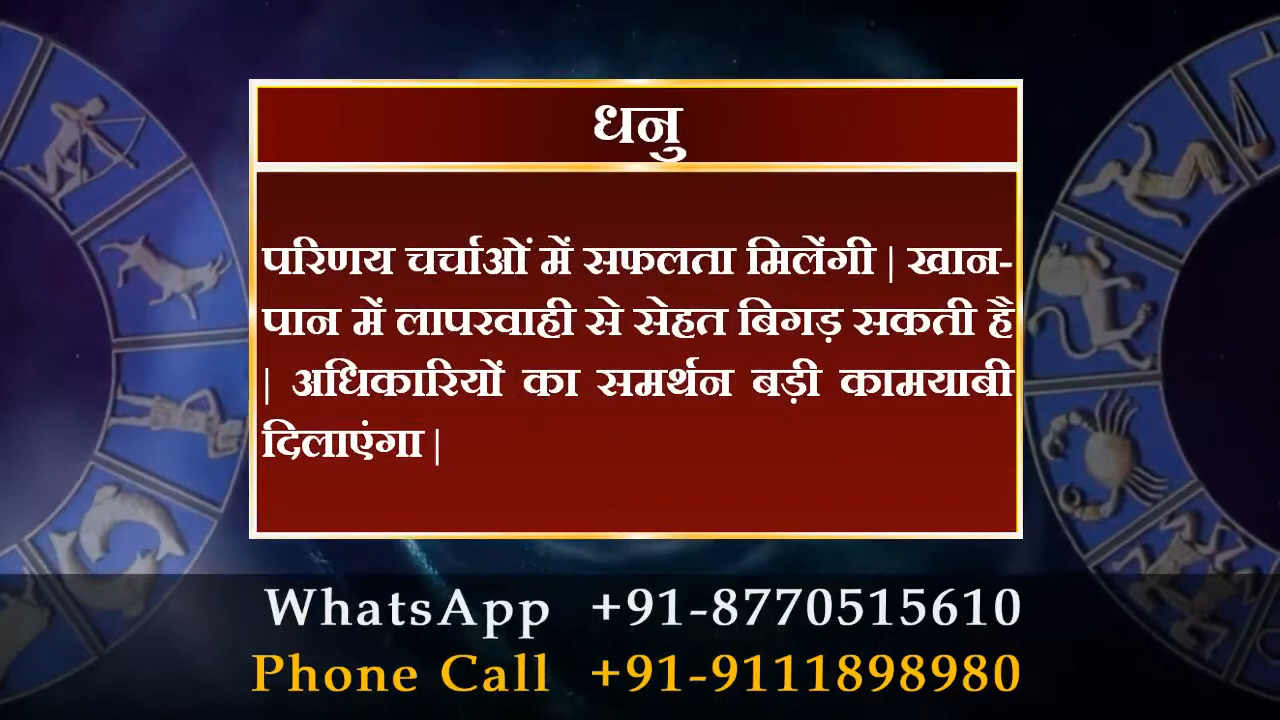 धनु
परिणय चर्चाओं में सफलता मिलेंगी | खान-
पान में लापरवाही से सेहत बिगड़ सकती है
| अधिकारियों का समर्थन बड़ी कामयाबी
दिलाएंगा |
WhatsApp +91-8770515610
Phone Call +91-9111898980